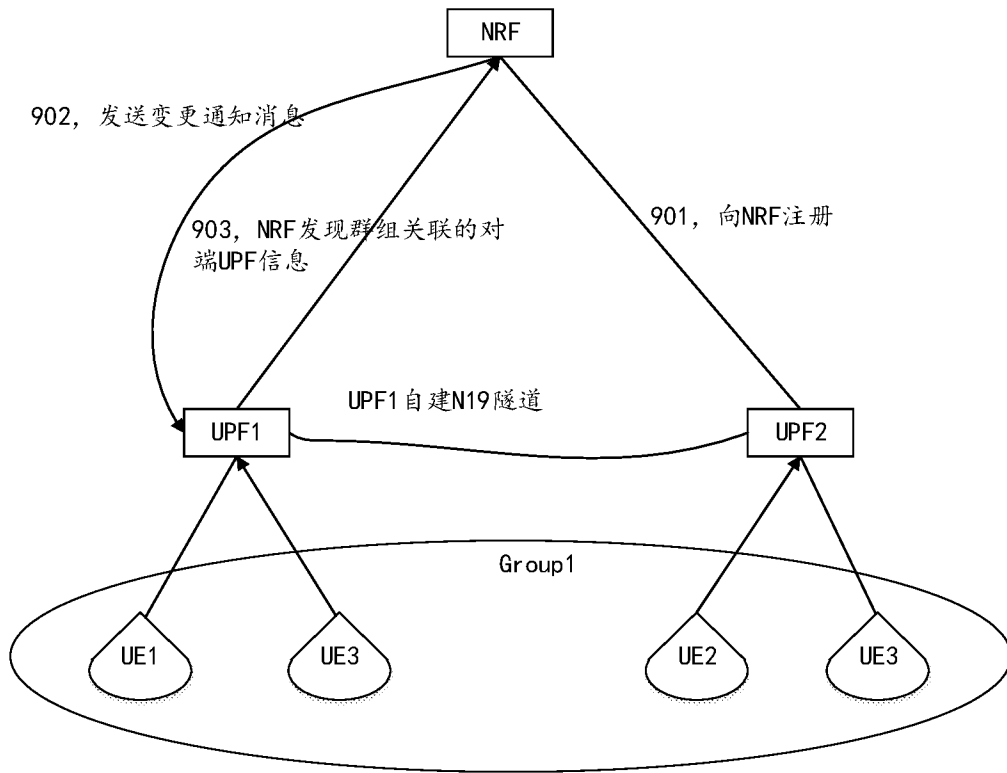 NRF
902, 发送变更通知消息
903, NRF发现群组关联的对
端UPF信息
901, 向NRF注册
UPF1自建N19隧道
UPF1
UPF2
Group1
UE1
UE3
UE2
UE3